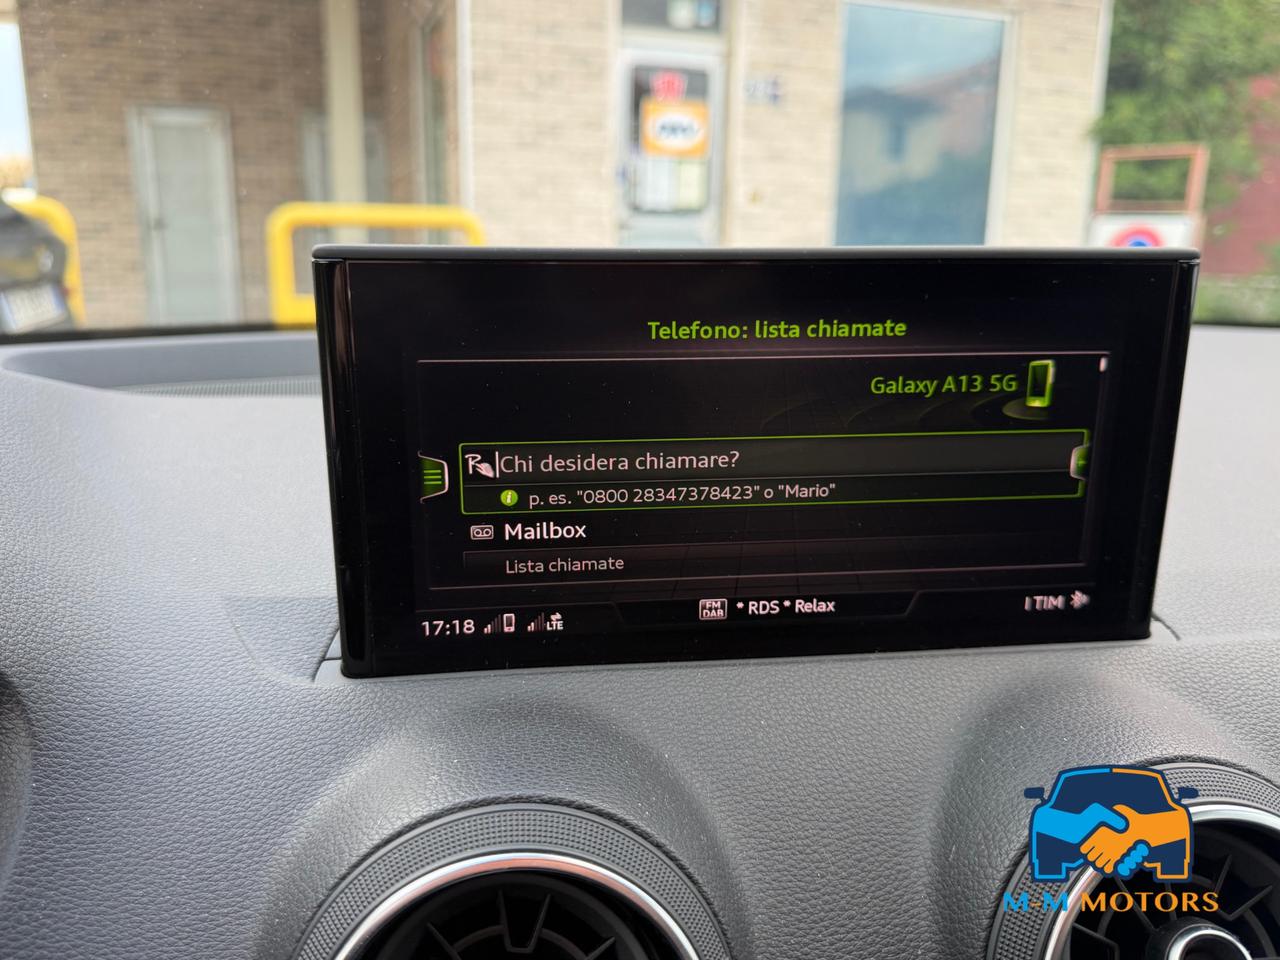 Telefono: lista chiamate
Galaxy A13 5G
Chi desidera chiamare?
p. es. "0800 28347378423" o "Mario"
Mailbox
Lista chiamate
17:18
LTE
FM
DAB
* RDS * Relax
I TIM
M-M MOTORS